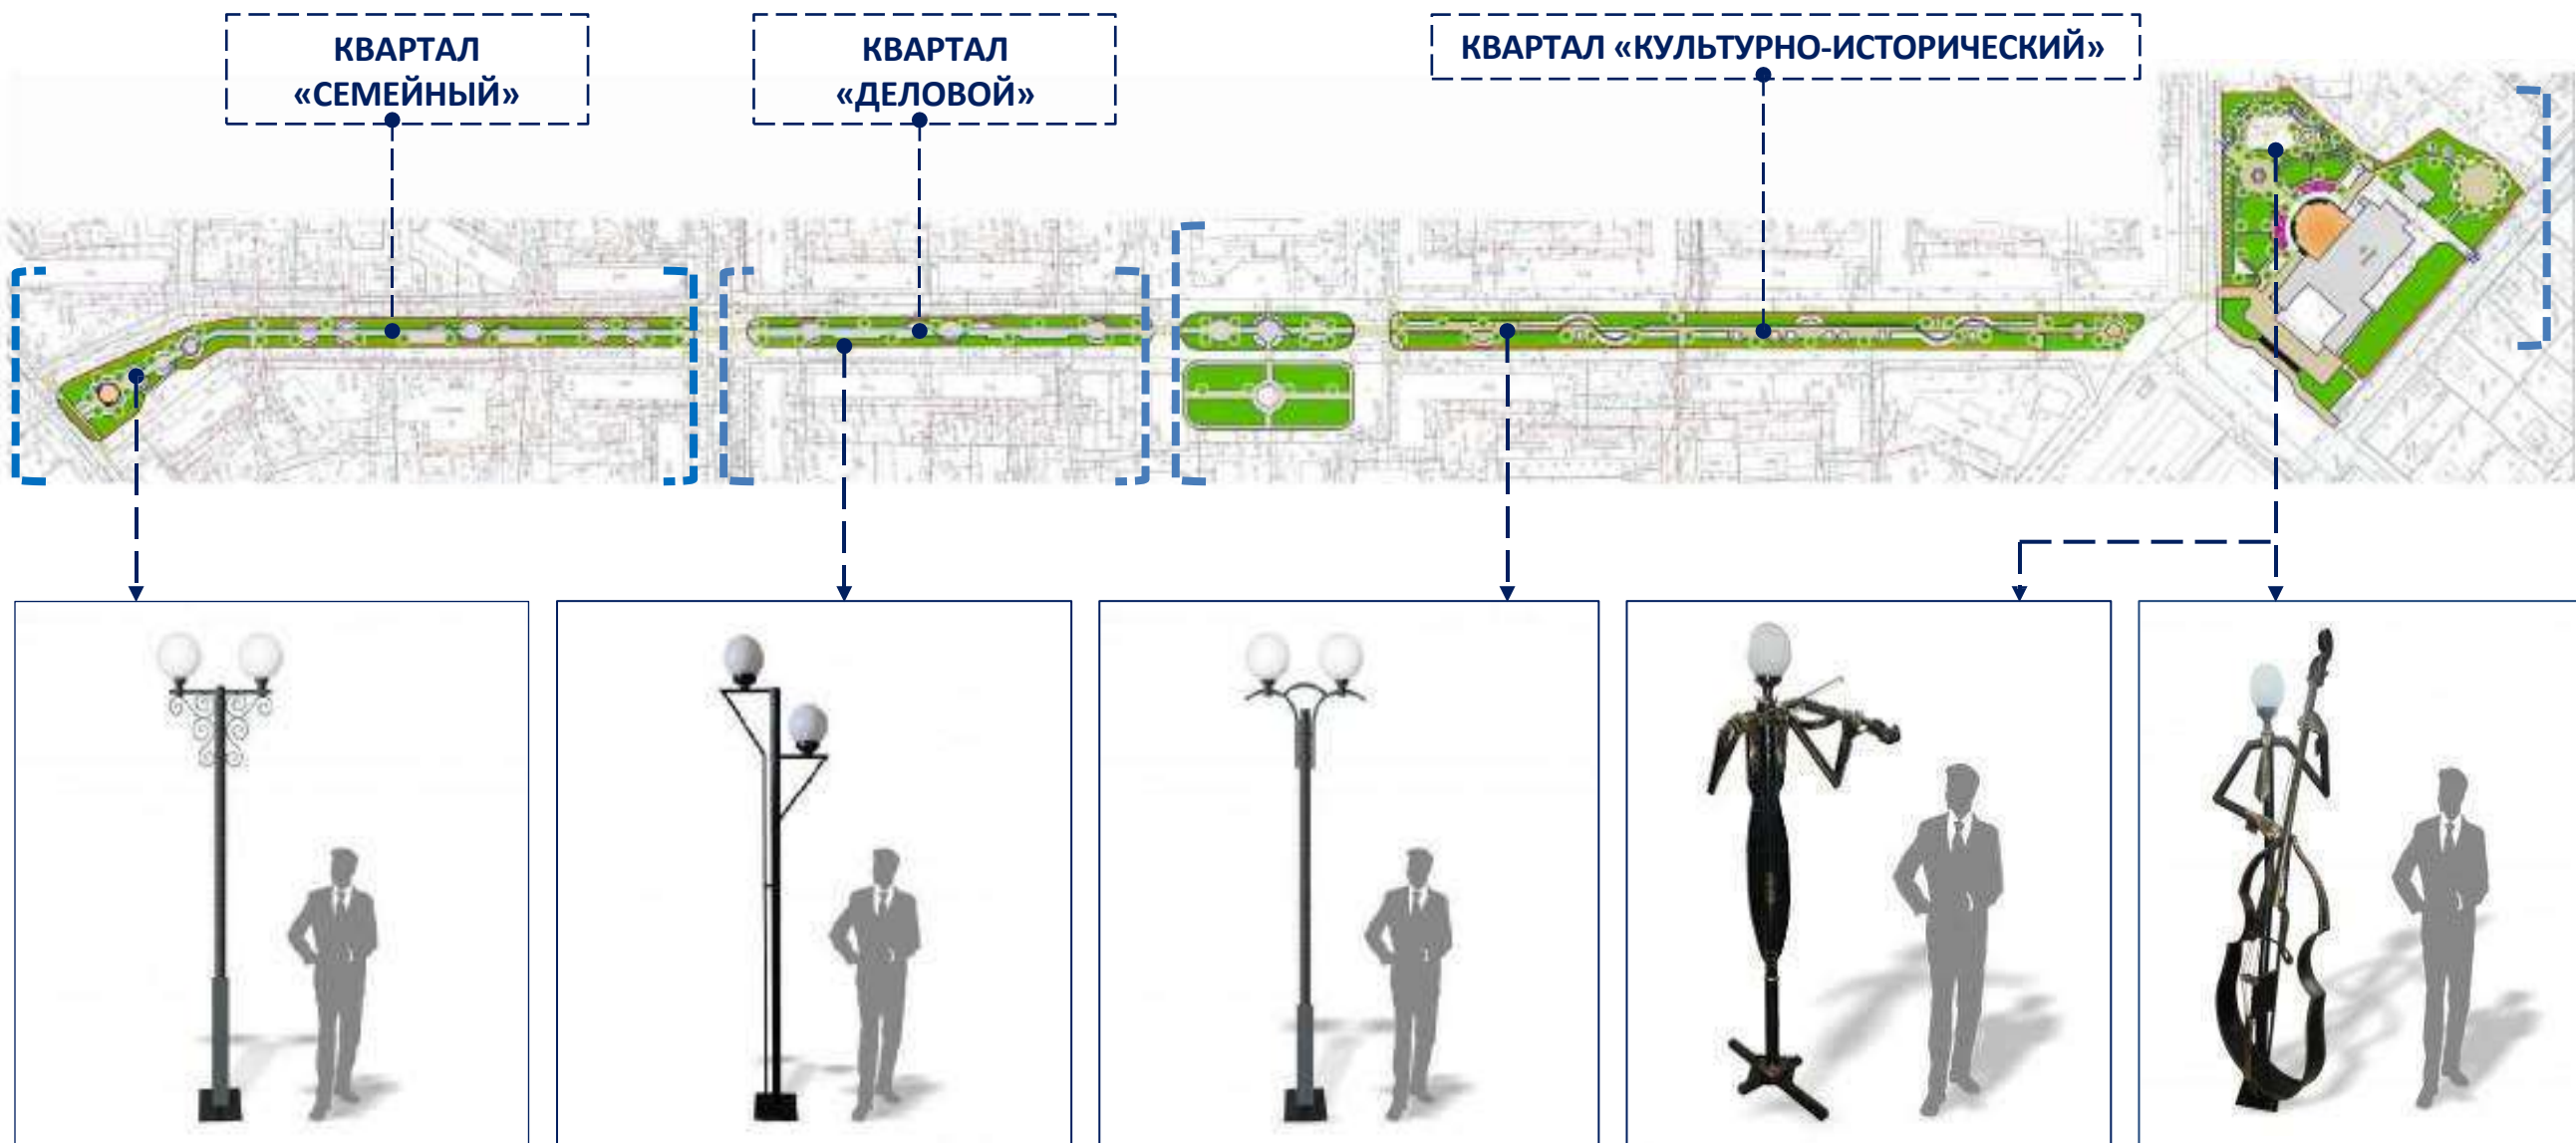 КВАРТАЛ
«СЕМЕЙНЫЙ»
КВАРТАЛ
«ДЕЛОВОЙ»
КВАРТАЛ «КУЛЬТУРНО-ИСТОРИЧЕСКИЙ»